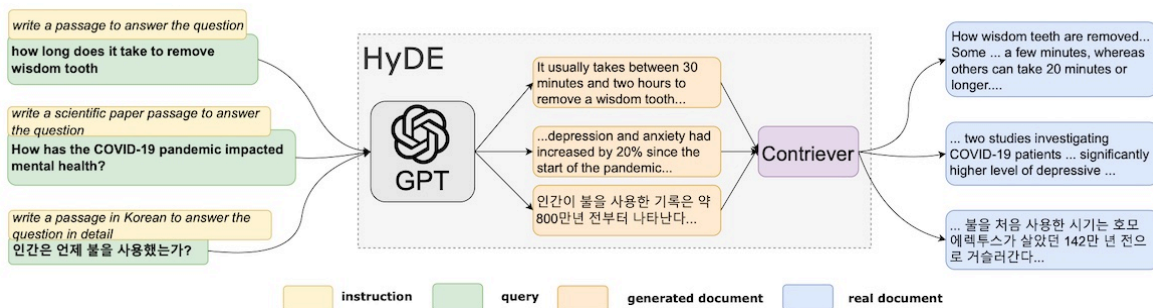 write a passage to answer the question
how long does it take to remove
wisdom tooth
write a scientific paper passage to answer
the question
How has the COVID-19 pandemic impacted
mental health?
write a passage in Korean to answer the
question in detail
인간은 언제 불을 사용했는가?
HyDE
GPT
It usually takes between 30
minutes and two hours to
remove a wisdom tooth...
...depression and anxiety had
increased by 20% since the
start of the pandemic...
인간이 불을 사용한 기록은 약
800만년 전부터 나타난다...
Contriever
How wisdom teeth are removed...
Some ... a few minutes, whereas
others can take 20 minutes or
longer....
... two studies investigating
COVID-19 patients ... significantly
higher level of depressive ...
... 불을 처음 사용한 시기는 호모
에렉투스가 살았던 142만 년 전으
로 거슬러간다...
instruction
query
generated document
real document